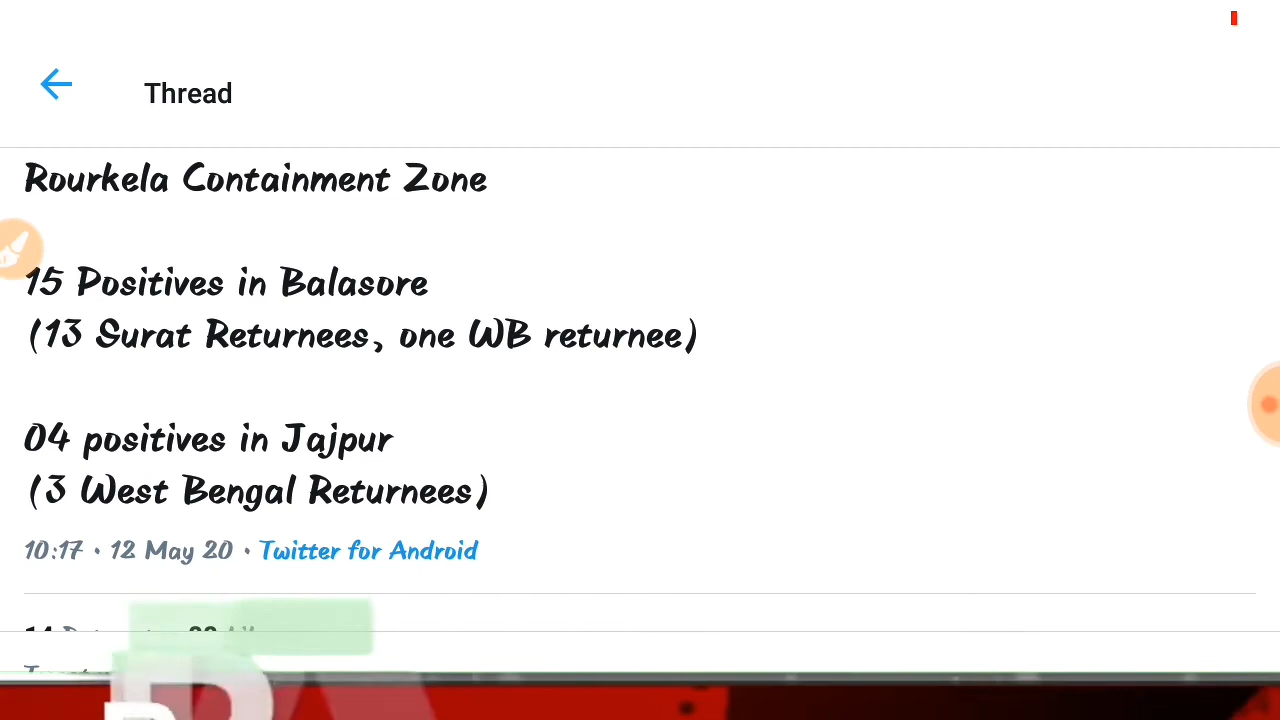 Thread
Rourkela Containment Zone
15 Positives in Balasore
(13 Surat Returnees, one WB returnee)
04 positives in Jajpur
(3 West Bengal Returnees)
10:17 · 12 May 20 · Twitter for Android